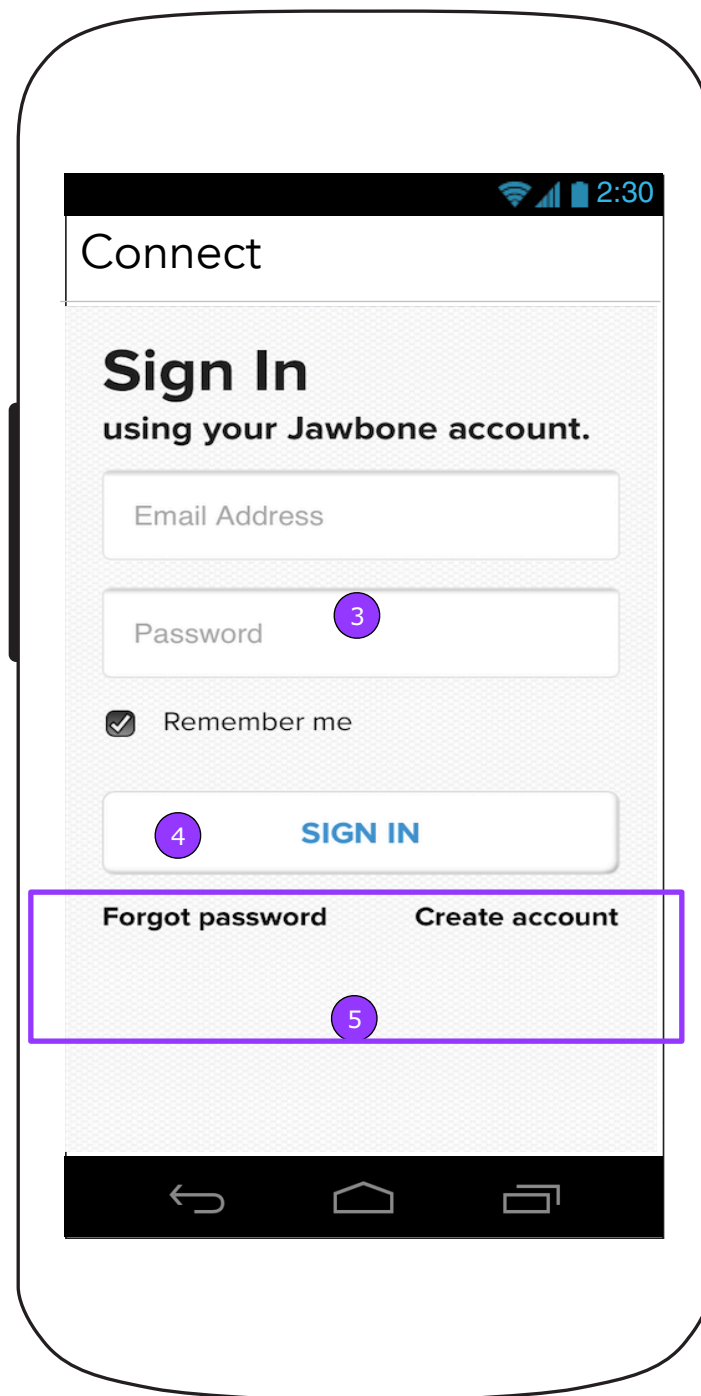 2:30
Connect
Sign In
using your Jawbone account.
Email Address
3
Password
Remember me
4 SIGN IN
Forgot password Create account
5